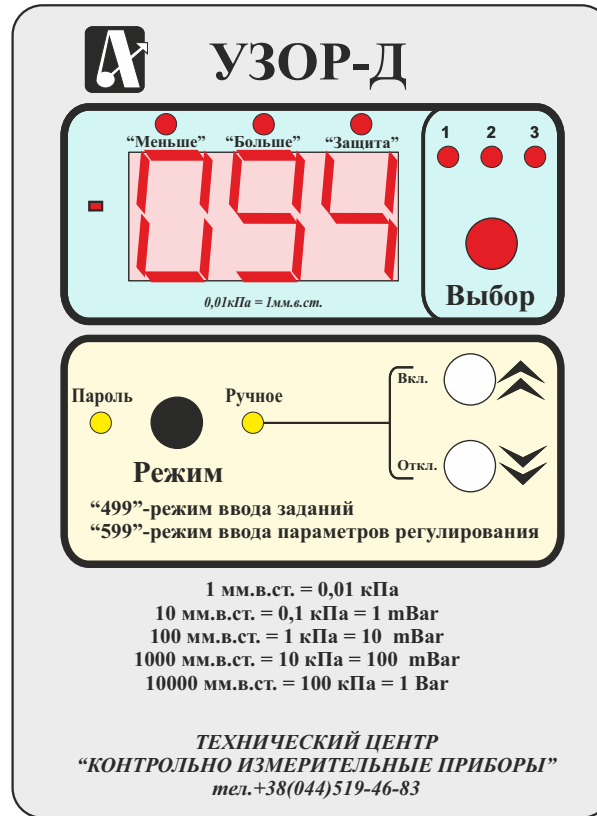 УЗОР-Д
“Меньше” “Больше” “Защита”
1 2 3
- 094
0,01кПа = 1мм.в.ст.
Выбор
Пароль
Ручное
Вкл.
Откл.
Режим
“499”-режим ввода заданий
“599”-режим ввода параметров регулирования
1 мм.в.ст. = 0,01 кПа
10 мм.в.ст. = 0,1 кПа = 1 mBar
100 мм.в.ст. = 1 кПа = 10 mBar
1000 мм.в.ст. = 10 кПа = 100 mBar
10000 мм.в.ст. = 100 кПа = 1 Bar
ТЕХНИЧЕСКИЙ ЦЕНТР
“КОНТРОЛЬНО ИЗМЕРИТЕЛЬНЫЕ ПРИБОРЫ”
тел.+38(044)519-46-83